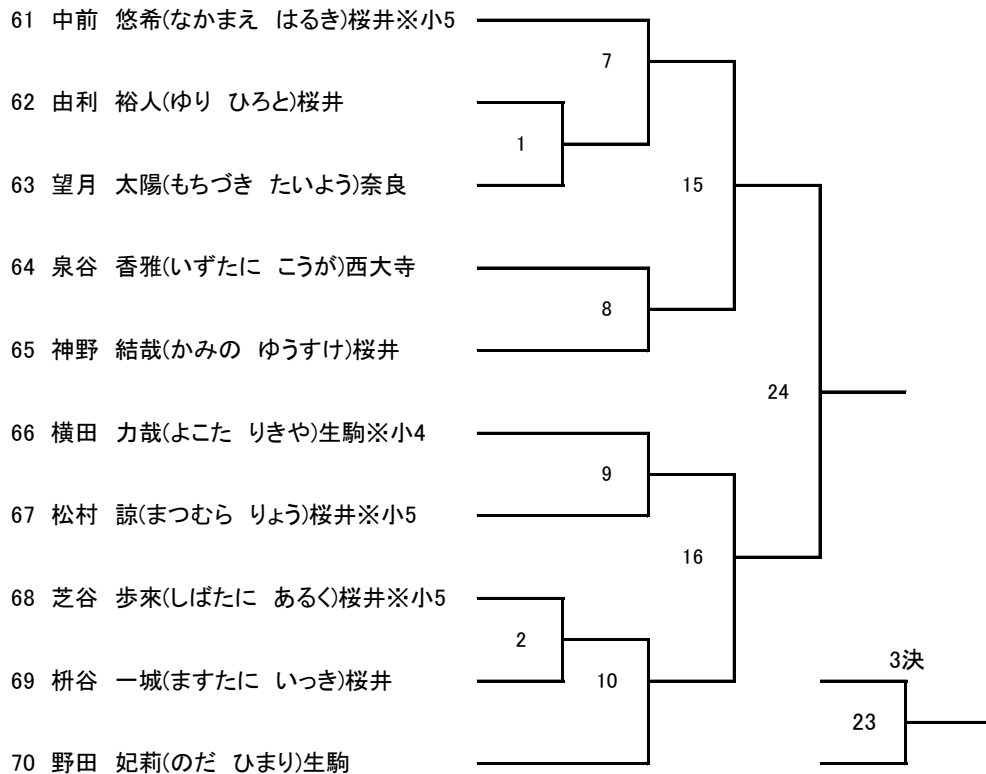 61 中前 悠希(なかまえ はるき)桜井※小5
7
62 由利 裕人(ゆり ひろと)桜井
1
63 望月 太陽(もちづき たいよう)奈良
15
64 泉谷 香雅(いずたに こうが)西大寺
8
65 神野 結哉(かみの ゆうすけ)桜井
24
66 横田 力哉(よこた りきや)生駒※小4
9
67 松村 諒(まつむら りょう)桜井※小5
16
68 芝谷 歩來(しばたに あるく)桜井※小5
2
3決
69 枡谷 一城(ますたに いっき)桜井
10
23
70 野田 妃莉(のだ ひまり)生駒